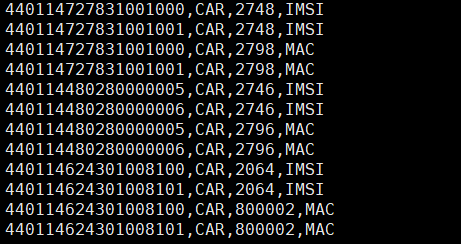 440114727831001000,CAR,2748,IMSI
440114727831001001,CAR,2748,IMSI
440114727831001000,CAR,2798,MAC
440114727831001001,CAR,2798,MAC
440114480280000005,CAR,2746,IMSI
440114480280000006,CAR,2746,IMSI
440114480280000005,CAR,2796,MAC
440114480280000006,CAR,2796,MAC
440114624301008100,CAR,2064,IMSI
440114624301008101,CAR,2064,IMSI
440114624301008100,CAR,800002,MAC
440114624301008101,CAR,800002,MAC